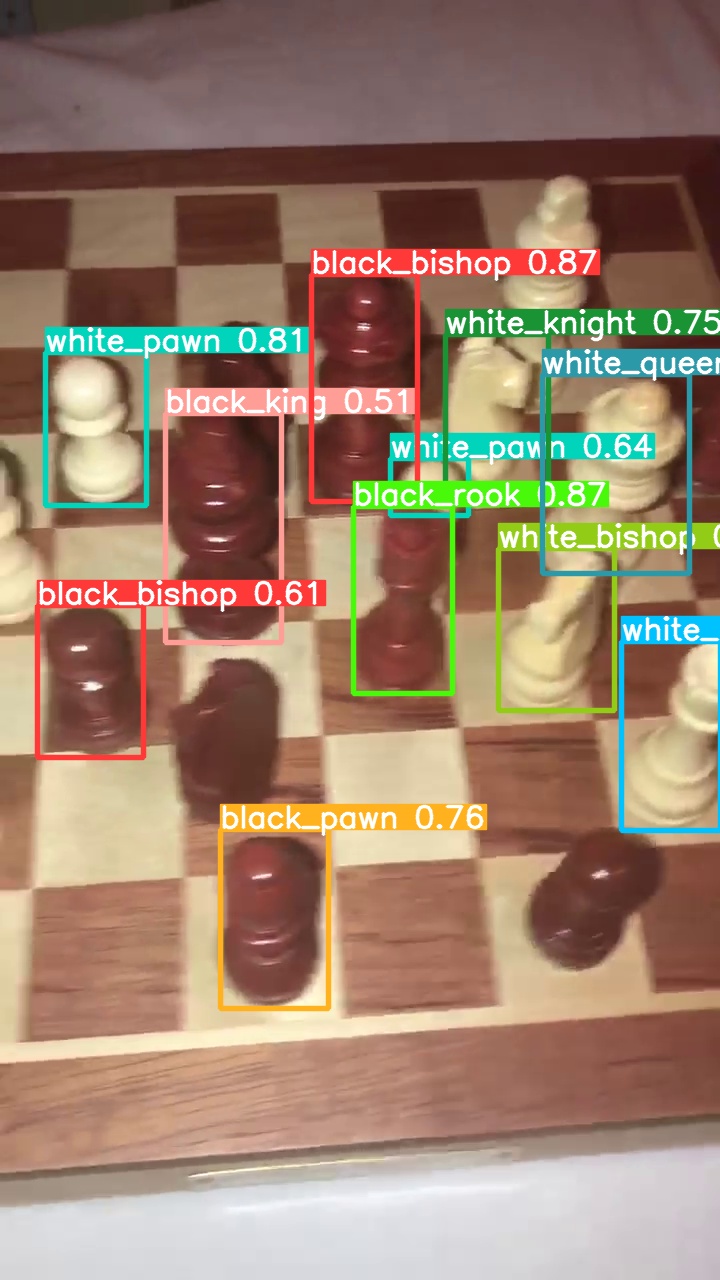 black_bishop 0.87
white_knight 0.75
white_pawn 0.81
white_queen
black_king 0.51
white_pawn 0.64
black_rook 0.87
white_bishop 0
black_bishop 0.61
white_
black_pawn 0.76